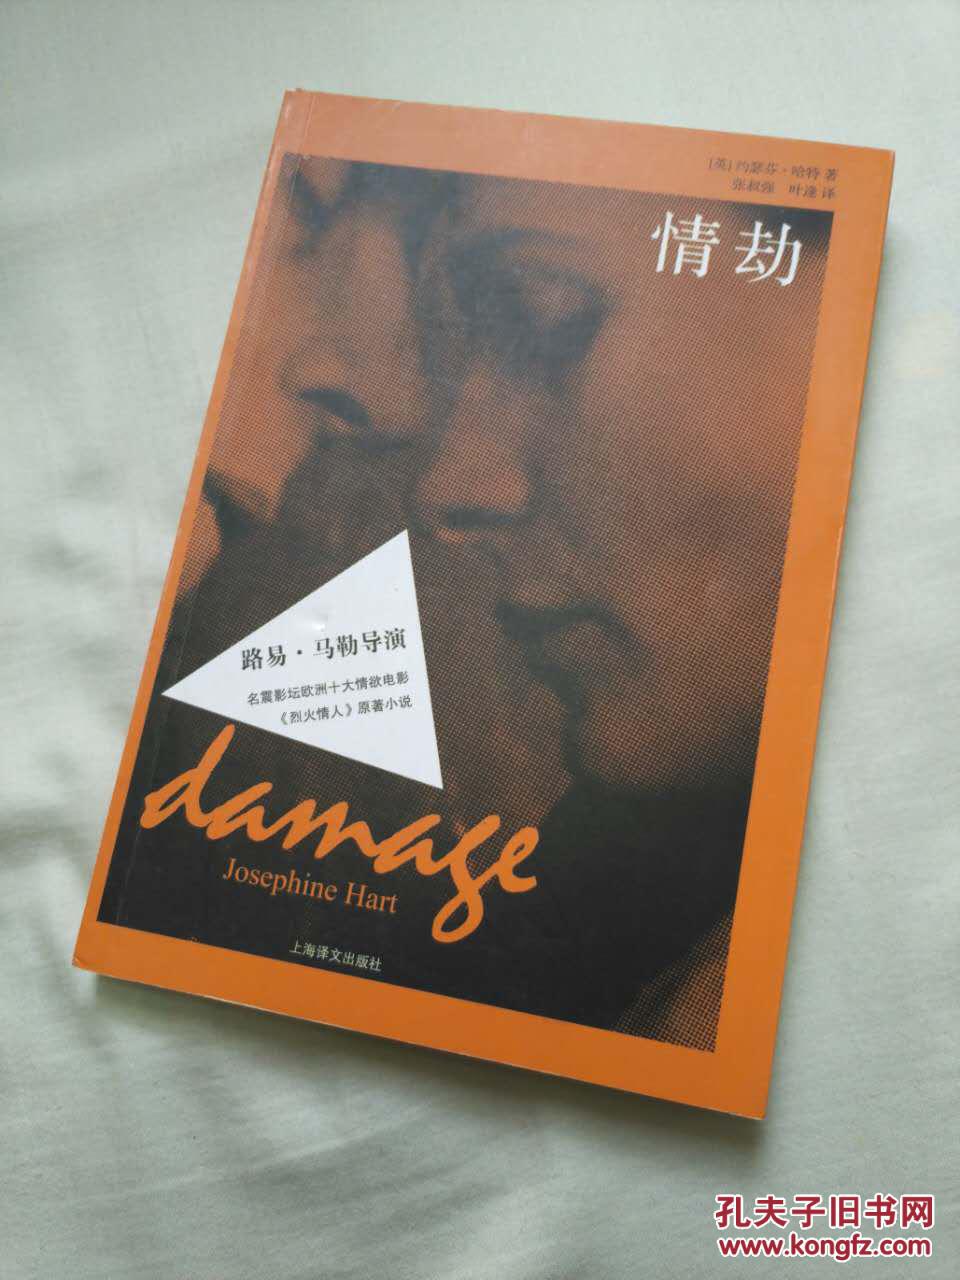 [英] 约瑟芬·哈特 著
张叔强 叶逢 译
情劫
路易·马勒导演
名震影坛欧洲十大情欲电影
《烈火情人》原著小说
damage
Josephine Hart
上海译文出版社
孔夫子旧书网
www.kongfz.com